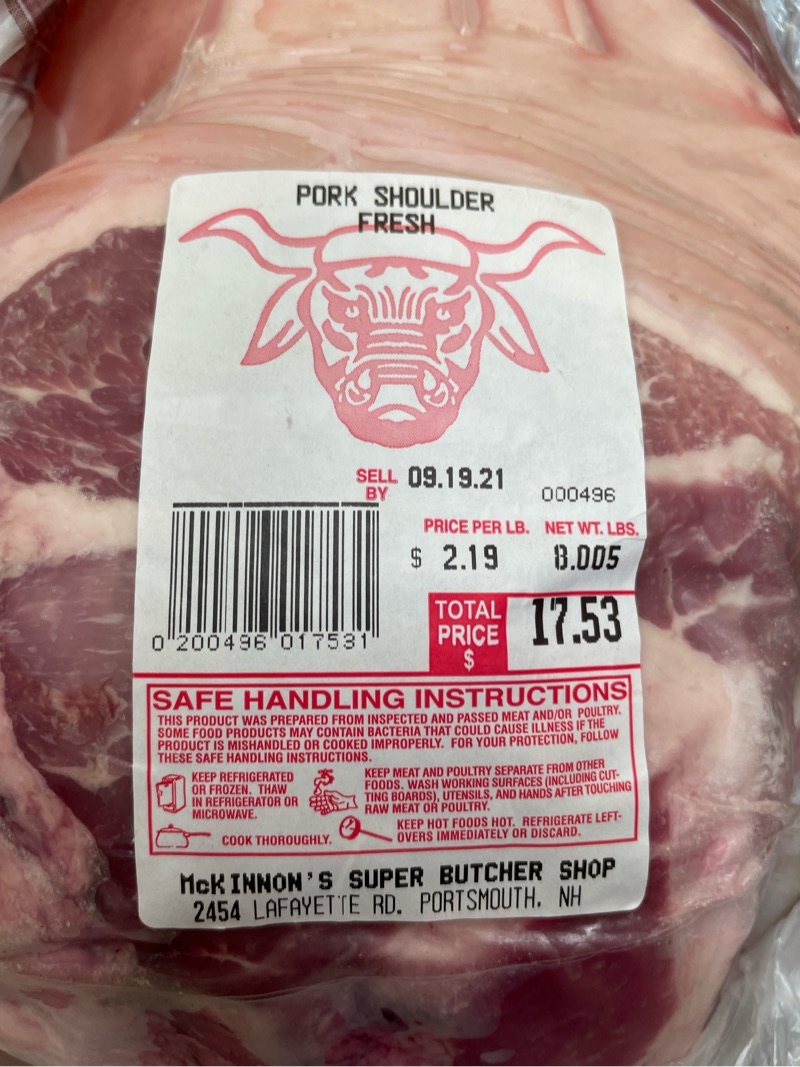 PORK SHOULDER
FRESH
SELL BY 09.19.21
000496
PRICE PER LB. NET WT. LBS.
$ 2.19 8.005
TOTAL PRICE $ 17.53
0 200496 017531
SAFE HANDLING INSTRUCTIONS
THIS PRODUCT WAS PREPARED FROM INSPECTED AND PASSED MEAT AND/OR POULTRY.
SOME FOOD PRODUCTS MAY CONTAIN BACTERIA THAT COULD CAUSE ILLNESS IF THE
PRODUCT IS MISHANDLED OR COOKED IMPROPERLY. FOR YOUR PROTECTION, FOLLOW
THESE SAFE HANDLING INSTRUCTIONS.
KEEP REFRIGERATED
OR FROZEN. THAW
IN REFRIGERATOR OR
MICROWAVE.
KEEP MEAT AND POULTRY SEPARATE FROM OTHER
FOODS. WASH WORKING SURFACES (INCLUDING CUT-
TING BOARDS), UTENSILS, AND HANDS AFTER TOUCHING
RAW MEAT OR POULTRY.
COOK THOROUGHLY.
KEEP HOT FOODS HOT. REFRIGERATE LEFT-
OVERS IMMEDIATELY OR DISCARD.
McKINNON'S SUPER BUTCHER SHOP
2454 LAFAYETTE RD. PORTSMOUTH, NH